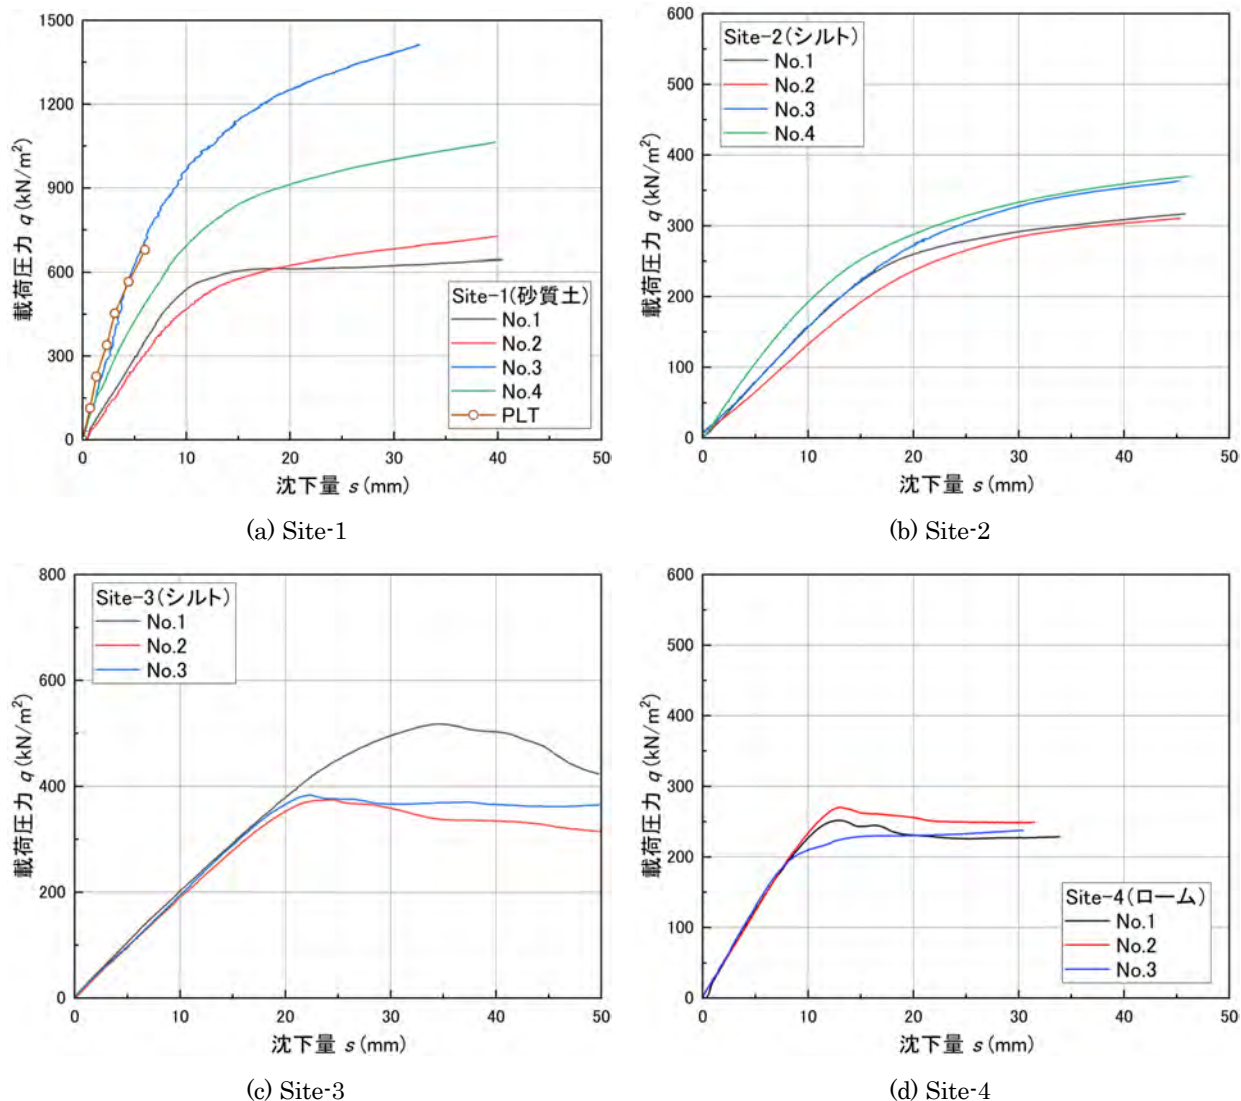 1500
1200
900
600
300
0
載荷圧力 q (kN/m²)
Site-1(砂質土)
No.1
No.2
No.3
No.4
PLT
0 10 20 30 40 50
沈下量 s (mm)
(a) Site-1
600
500
400
300
200
100
0
載荷圧力 q (kN/m²)
Site-2(シルト)
No.1
No.2
No.3
No.4
0 10 20 30 40 50
沈下量 s (mm)
(b) Site-2
800
600
400
200
0
載荷圧力 q (kN/m²)
Site-3(シルト)
No.1
No.2
No.3
0 10 20 30 40 50
沈下量 s (mm)
(c) Site-3
600
500
400
300
200
100
0
載荷圧力 q (kN/m²)
Site-4(ローム)
No.1
No.2
No.3
0 10 20 30 40 50
沈下量 s (mm)
(d) Site-4